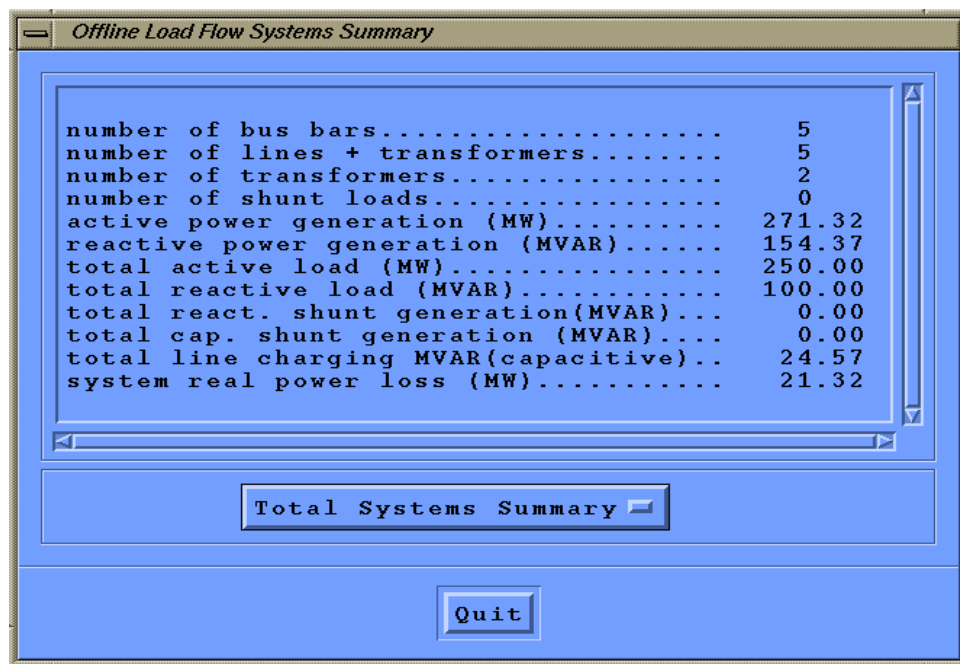 Offline Load Flow Systems Summary
number of bus bars.................... 5
number of lines + transformers........ 5
number of transformers................ 2
number of shunt loads................. 0
active power generation (MW).......... 271.32
reactive power generation (MVAR)...... 154.37
total active load (MW)................ 250.00
total reactive load (MVAR)............ 100.00
total react. shunt generation(MVAR)... 0.00
total cap. shunt generation (MVAR).... 0.00
total line charging MVAR(capacitive).. 24.57
system real power loss (MW)........... 21.32
Total Systems Summary
Quit